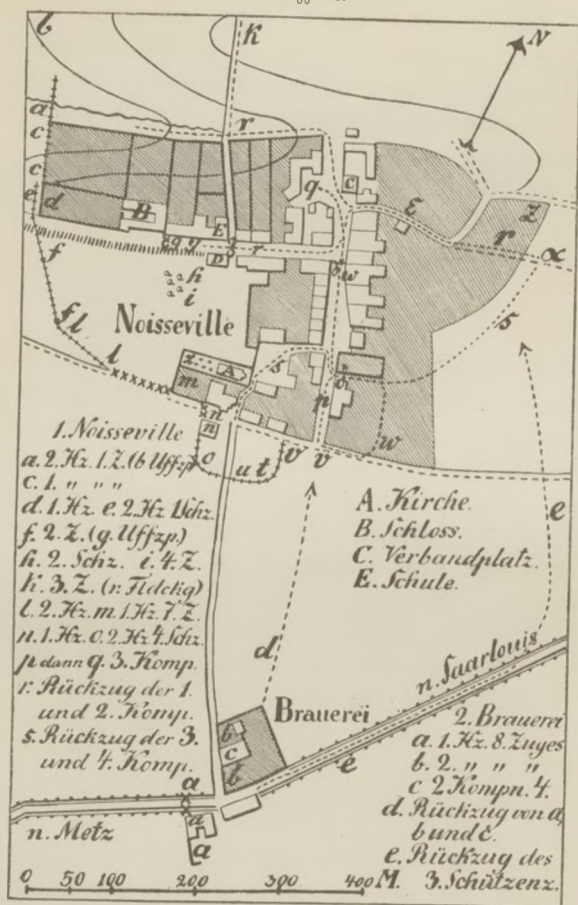 b
k
N
a
c
c
e
d
r
B
E
q
c
E
Z
r
α
f
g
y
p
r
w
h
i
s
f l
Noisseville
l
A
s
m
p
w
n
n
o
u t
v
v
e
1. Noisseville
a. 2. Hz. 1. Z. (b Uffzp)
c. 1. " " "
d. 1. Hz e. 2. Hz 1. Schz.
f. 2. Z. (g. Uffzp.)
h. 2. Schz. i. 4. Z.
k. 3. Z. (r. Fldckg)
l. 2. Hz. m. 1. Hz. 7. Z.
n. 1. Hz. o. 2. Hz 4. Schz.
p dann q. 3. Komp.
r. Rückzug der 1.
und 2. Komp.
s. Rückzug der 3.
und 4. Komp.
A. Kirche.
B. Schloss.
C. Verbandplatz.
E. Schule.
d
n. Saarlouis
Brauerei
b
c
b
e
a
a
a
n. Metz
2. Brauerei
a. 1. Hz. 8. Zuges
b. 2. " " "
c 2 Kompn. 4.
d. Rückzug von a,
b und c.
e. Rückzug des
3. Schützenz.
0 50 100 200 300 400 M.